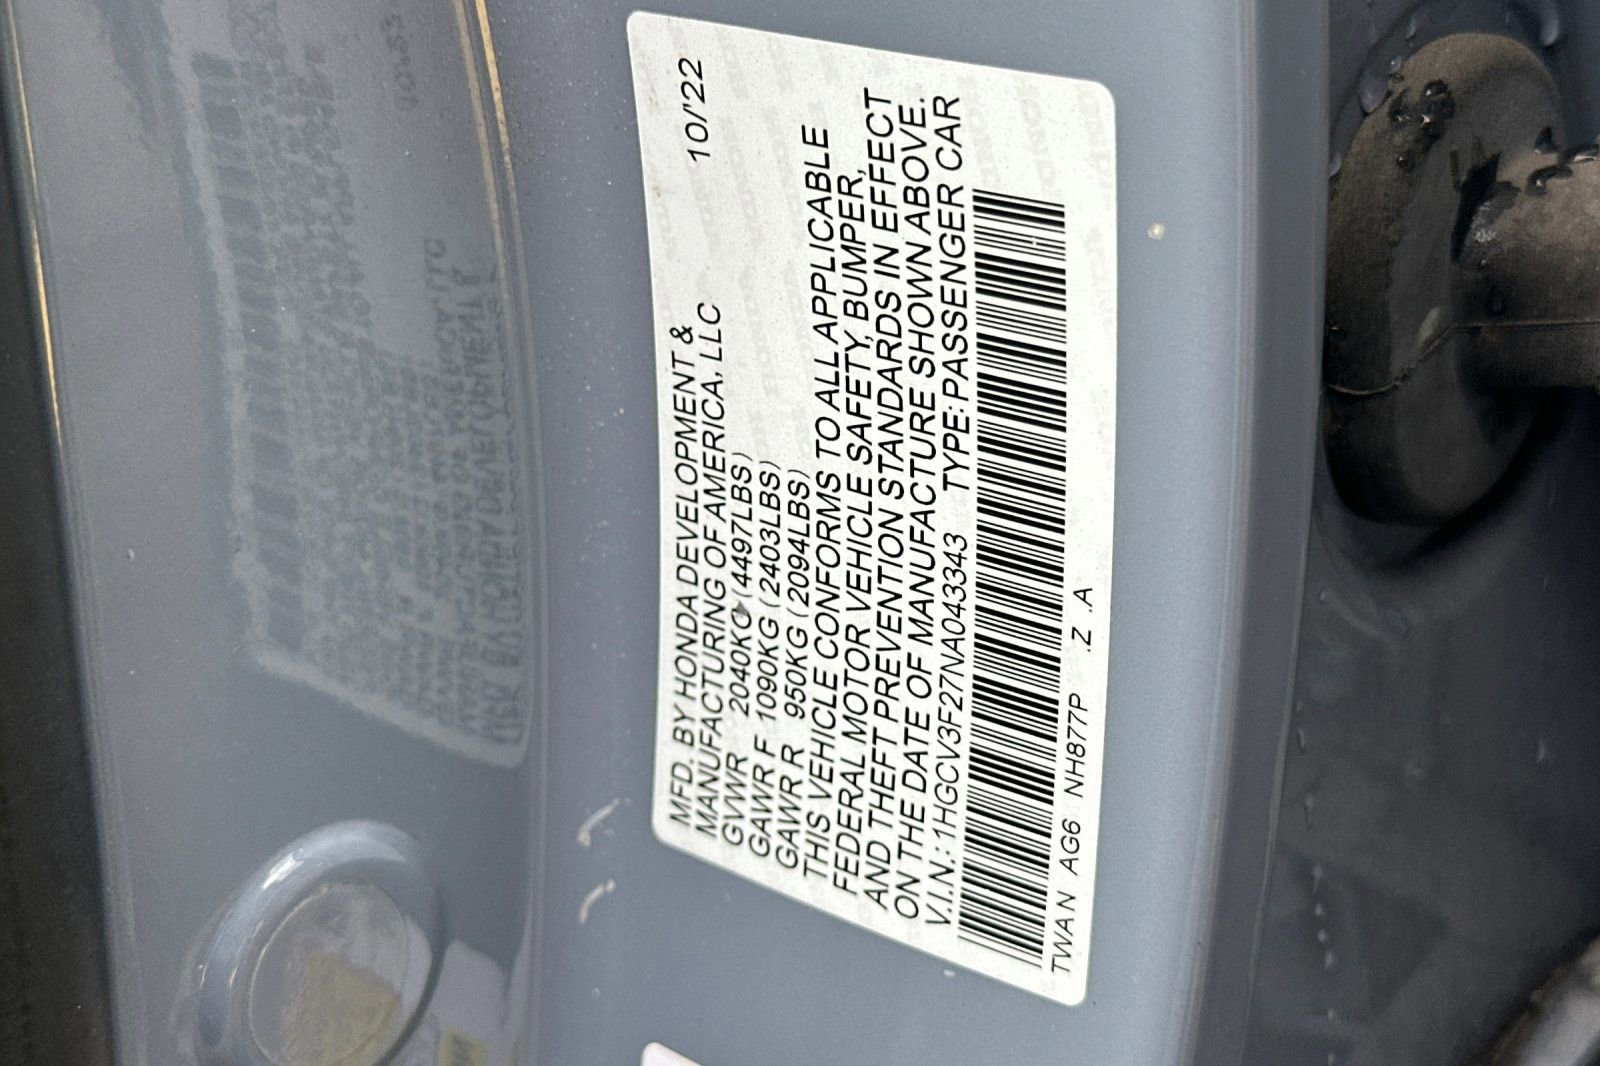 MFD. BY HONDA DEVELOPMENT & 10/'22
MANUFACTURING OF AMERICA, LLC
GVWR 2040KG (4497LBS)
GAWR F 1090KG (2403LBS)
GAWR R 950KG (2094LBS)
THIS VEHICLE CONFORMS TO ALL APPLICABLE
FEDERAL MOTOR VEHICLE SAFETY, BUMPER,
AND THEFT PREVENTION STANDARDS IN EFFECT
ON THE DATE OF MANUFACTURE SHOWN ABOVE.
V.I.N.: 1HGCV3F27NA043343 TYPE: PASSENGER CAR
TWAN AG6 NH877P .Z .A